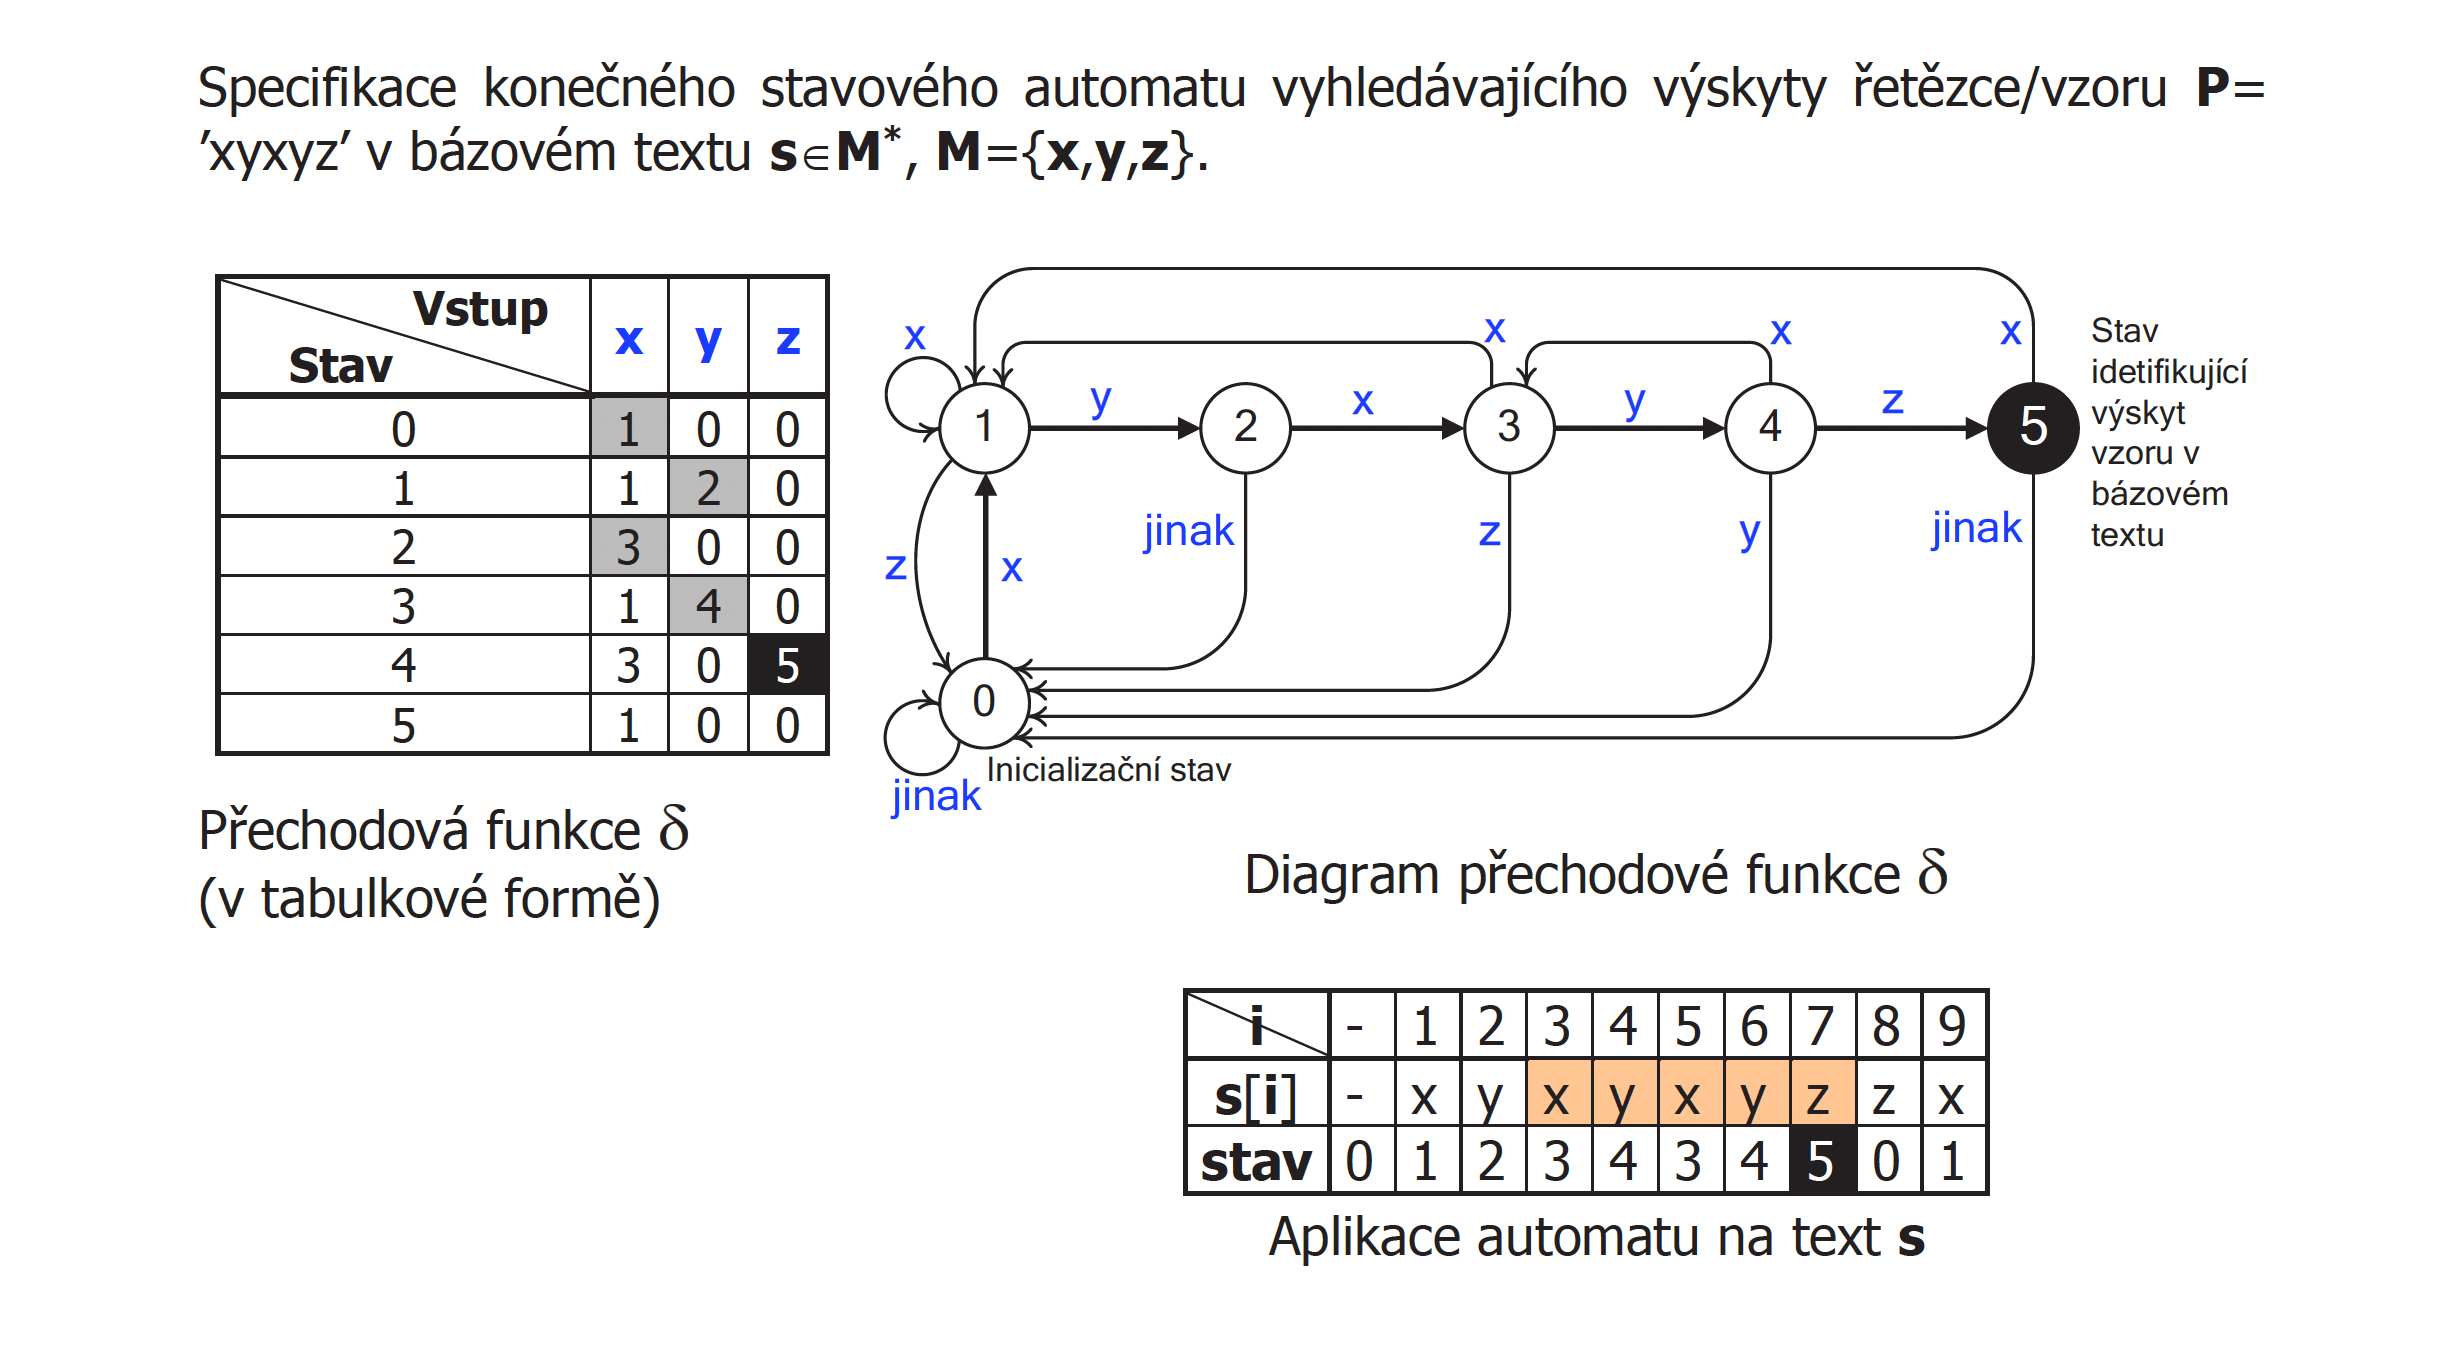 Specifikace konečného stavového automatu vyhledávajícího výskyty řetězce/vzoru P=
'xyxyz' v bázovém textu s∈M*, M={x,y,z}.
Vstup
Stav
x y z
0 1 0 0
1 1 2 0
2 3 0 0
3 1 4 0
4 3 0 5
5 1 0 0
Přechodová funkce δ
(v tabulkové formě)
x x x x
1 y 2 x 3 y 4 z 5
z x jinak z y jinak
0
jinak
Inicializační stav
Stav
idetifikující
výskyt
vzoru v
bázovém
textu
Diagram přechodové funkce δ
i - 1 2 3 4 5 6 7 8 9
s[i] - x y x y x y z z x
stav 0 1 2 3 4 3 4 5 0 1
Aplikace automatu na text s